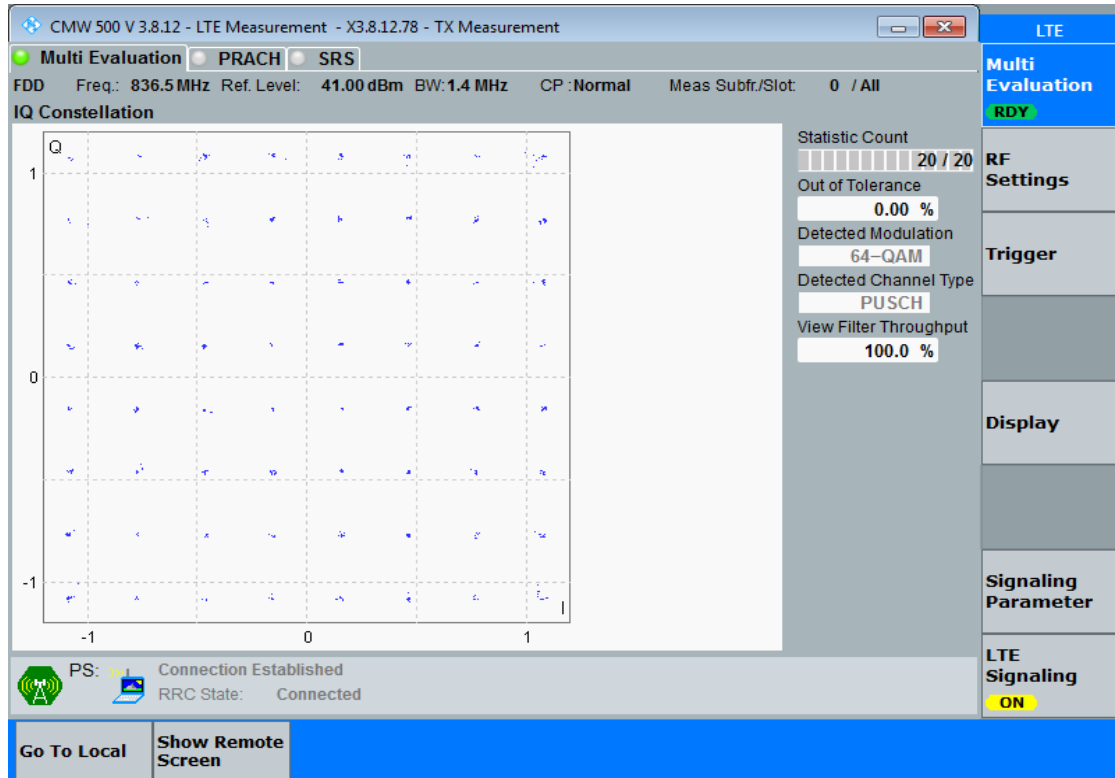 CMW 500 V 3.8.12 - LTE Measurement - X3.8.12.78 - TX Measurement
Multi Evaluation PRACH SRS
FDD Freq.: 836.5 MHz Ref. Level: 41.00 dBm BW: 1.4 MHz CP : Normal Meas Subfr./Slot: 0 / All
IQ Constellation
Q
1
0
-1
I
-1 0 1
Statistic Count
20 / 20
Out of Tolerance
0.00 %
Detected Modulation
64-QAM
Detected Channel Type
PUSCH
View Filter Throughput
100.0 %
PS: Connection Established
RRC State: Connected
LTE
Multi
Evaluation
RDY
RF
Settings
Trigger
Display
Signaling
Parameter
LTE
Signaling
ON
Go To Local
Show Remote
Screen